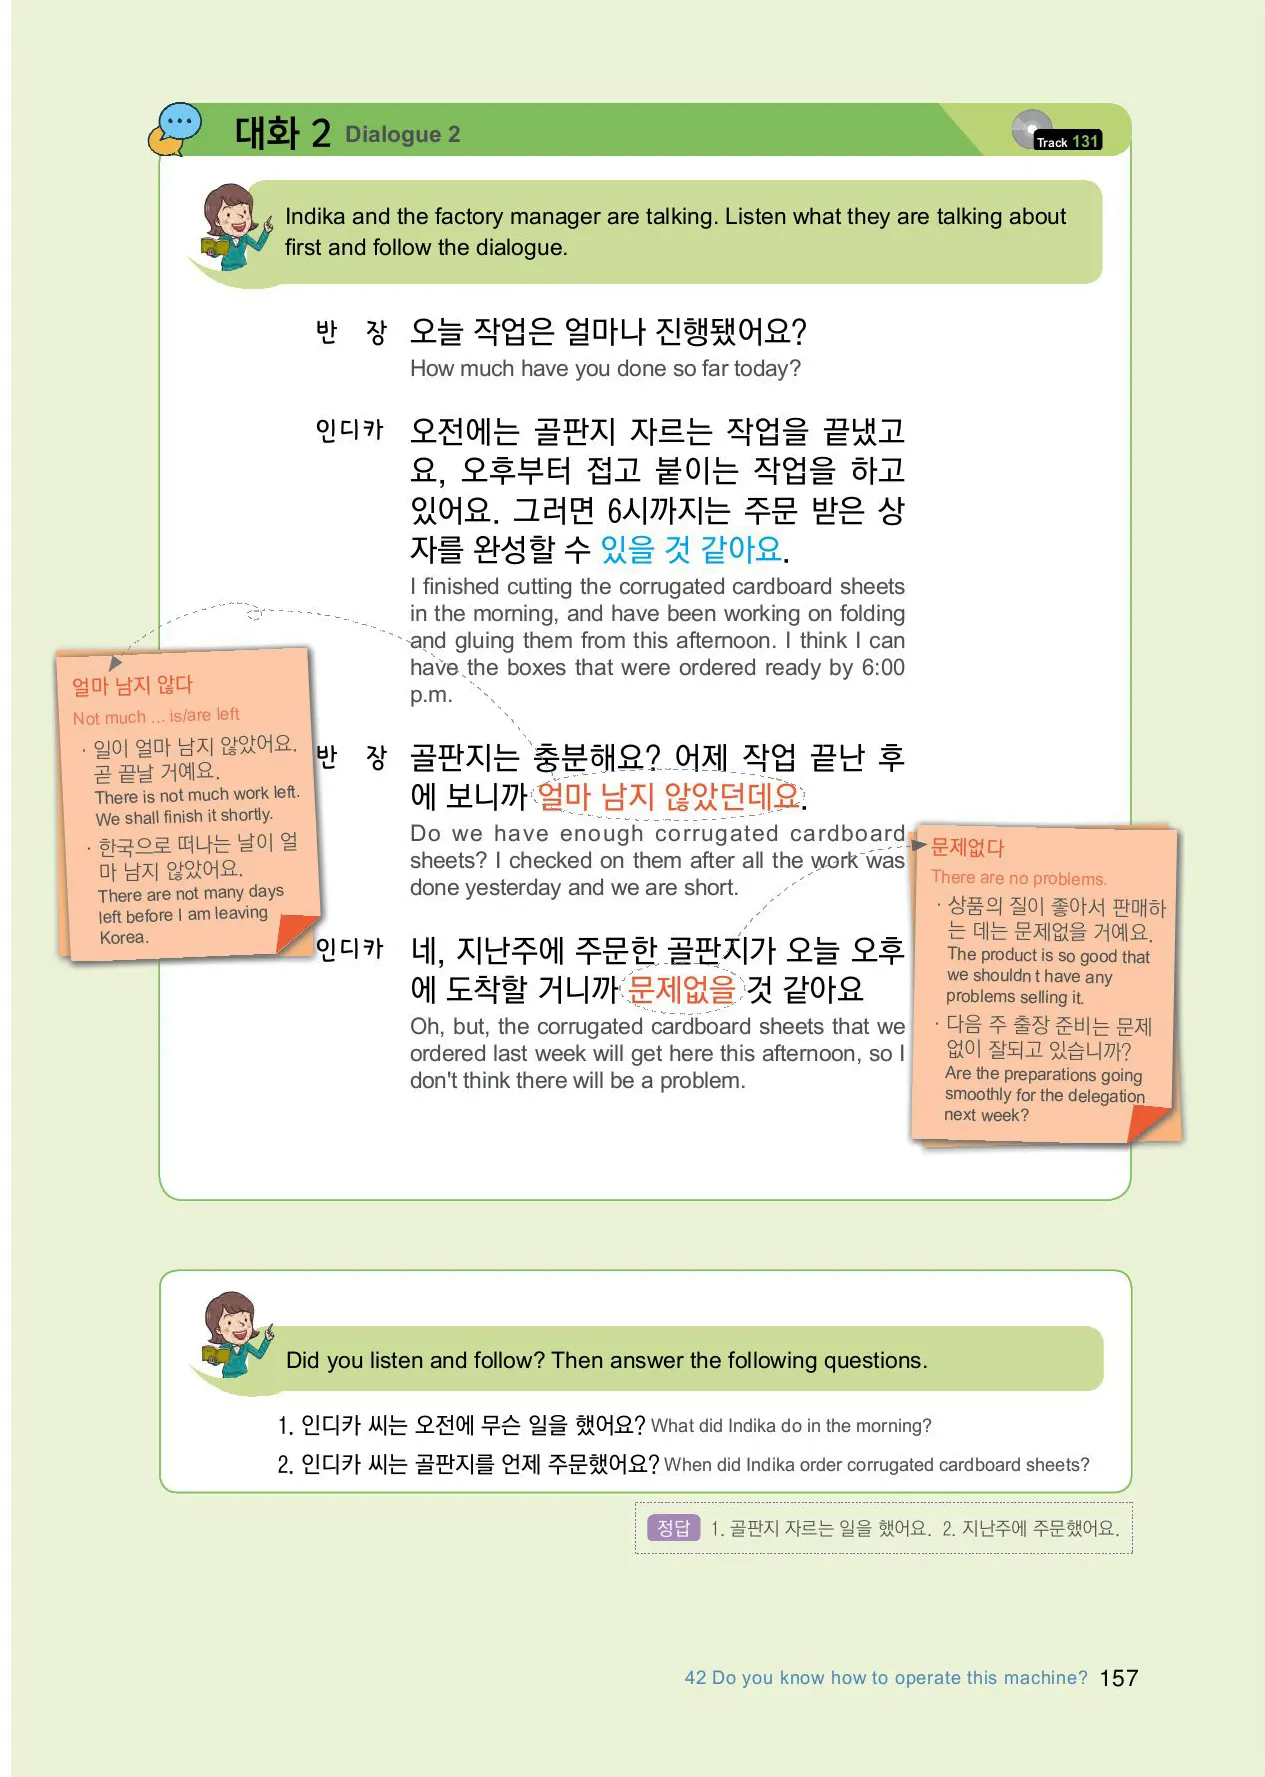 대화 2 Dialogue 2
Track 131
Indika and the factory manager are talking. Listen what they are talking about
first and follow the dialogue.
반 장 오늘 작업은 얼마나 진행됐어요?
How much have you done so far today?
인디카 오전에는 골판지 자르는 작업을 끝냈고
요, 오후부터 접고 붙이는 작업을 하고
있어요. 그러면 6시까지는 주문 받은 상
자를 완성할 수 있을 것 같아요.
I finished cutting the corrugated cardboard sheets
in the morning, and have been working on folding
and gluing them from this afternoon. I think I can
have the boxes that were ordered ready by 6:00
p.m.
반 장 골판지는 충분해요? 어제 작업 끝난 후
에 보니까 얼마 남지 않았던데요.
Do we have enough corrugated cardboard
sheets? I checked on them after all the work was
done yesterday and we are short.
인디카 네, 지난주에 주문한 골판지가 오늘 오후
에 도착할 거니까 문제없을 것 같아요
Oh, but, the corrugated cardboard sheets that we
ordered last week will get here this afternoon, so I
don't think there will be a problem.
얼마 남지 않다
Not much ... is/are left
· 일이 얼마 남지 않았어요.
곧 끝날 거예요.
There is not much work left.
We shall finish it shortly.
· 한국으로 떠나는 날이 얼
마 남지 않았어요.
There are not many days
left before I am leaving
Korea.
문제없다
There are no problems.
· 상품의 질이 좋아서 판매하
는 데는 문제없을 거예요.
The product is so good that
we shouldn t have any
problems selling it.
· 다음 주 출장 준비는 문제
없이 잘되고 있습니까?
Are the preparations going
smoothly for the delegation
next week?
Did you listen and follow? Then answer the following questions.
1. 인디카 씨는 오전에 무슨 일을 했어요? What did Indika do in the morning?
2. 인디카 씨는 골판지를 언제 주문했어요? When did Indika order corrugated cardboard sheets?
정답 1. 골판지 자르는 일을 했어요. 2. 지난주에 주문했어요.
42 Do you know how to operate this machine? 157